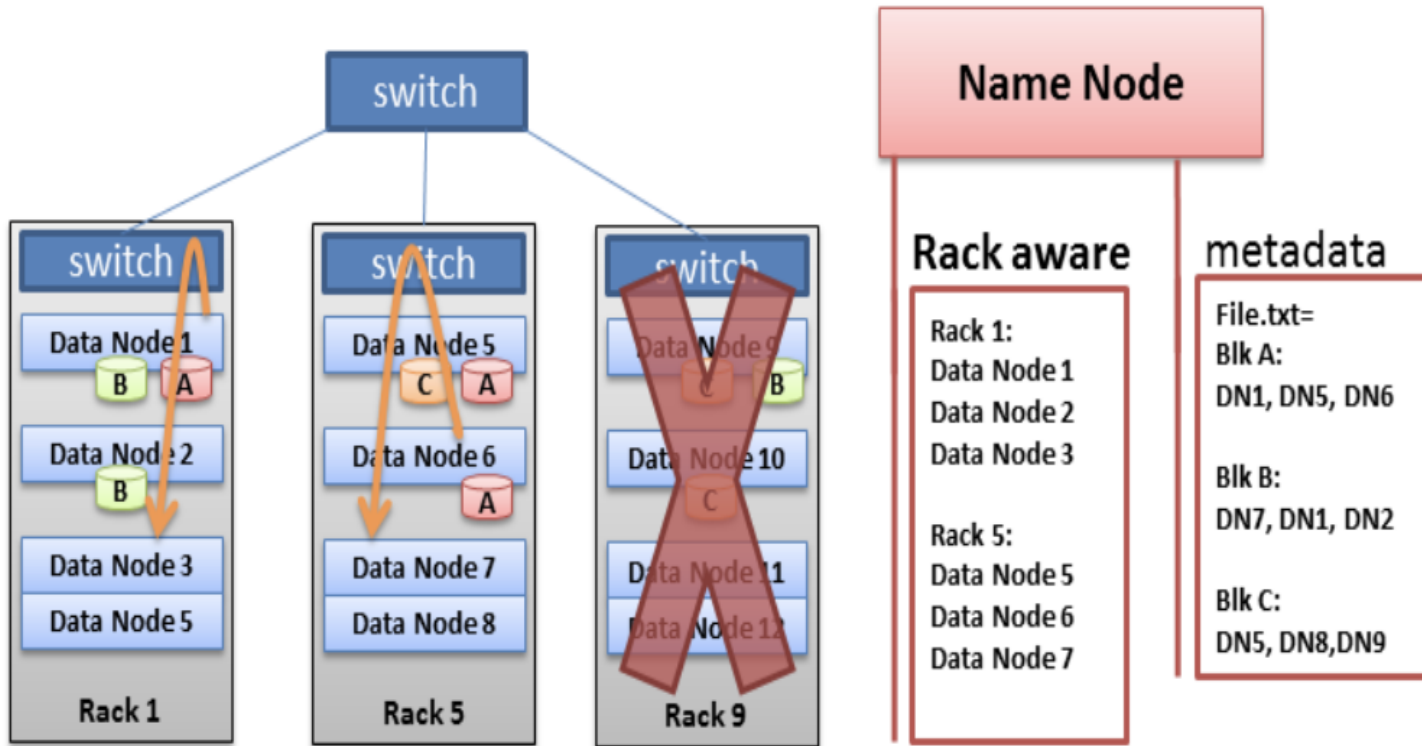 switch
switch
Data Node 1
B
A
Data Node 2
B
Data Node 3
Data Node 5
Rack 1
switch
Data Node 5
C
A
Data Node 6
A
Data Node 7
Data Node 8
Rack 5
switch
Data Node 9
C
B
Data Node 10
C
Data Node 11
Data Node 12
Rack 9
Name Node
Rack aware
Rack 1:
Data Node 1
Data Node 2
Data Node 3
Rack 5:
Data Node 5
Data Node 6
Data Node 7
metadata
File.txt=
Blk A:
DN1, DN5, DN6
Blk B:
DN7, DN1, DN2
Blk C:
DN5, DN8,DN9